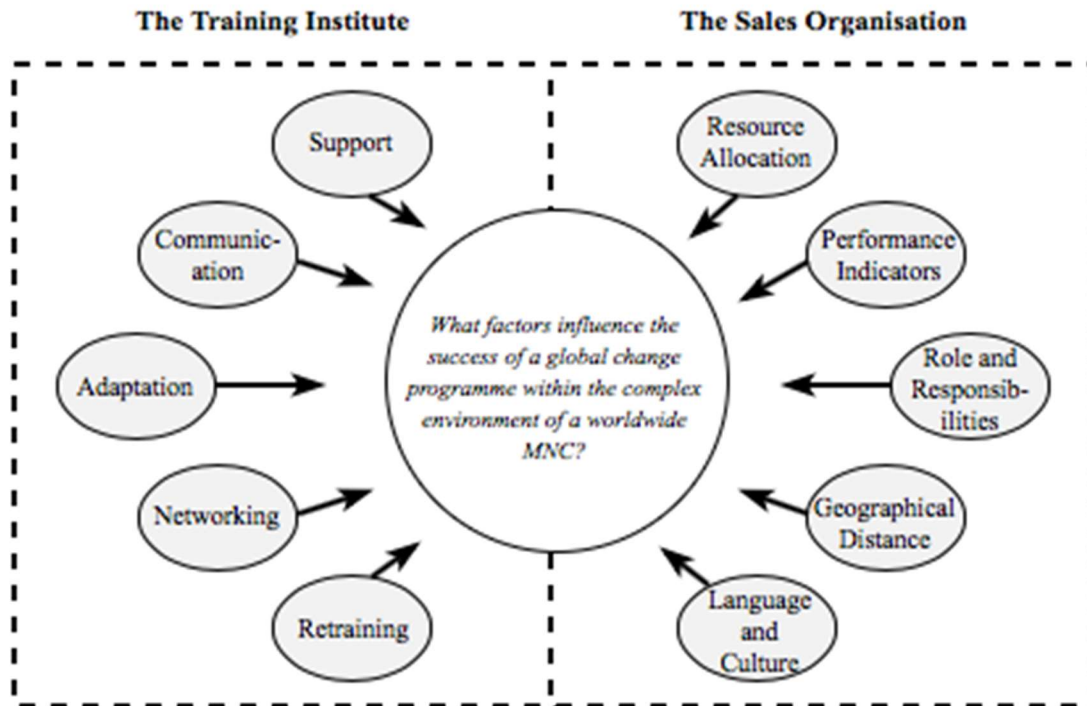 The Training Institute
The Sales Organisation
Support
Communic-
ation
Adaptation
Networking
Retraining
What factors influence the
success of a global change
programme within the complex
environment of a worldwide
MNC?
Resource
Allocation
Performance
Indicators
Role and
Responsib-
ilities
Geographical
Distance
Language
and
Culture